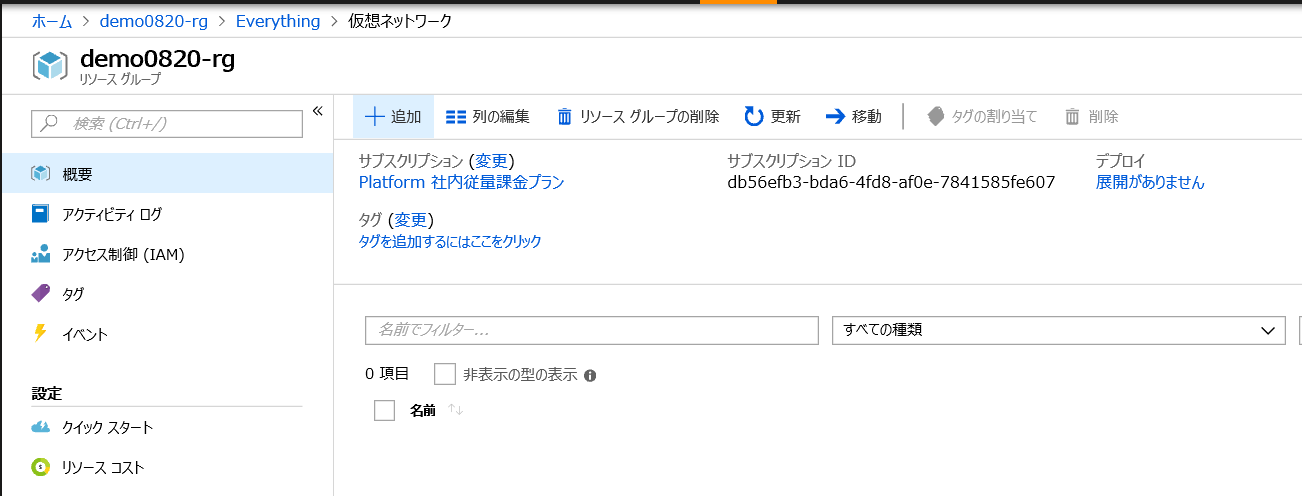 ホーム > demo0820-rg > Everything > 仮想ネットワーク
demo0820-rg
リソース グループ
検索 (Ctrl+/)
概要
アクティビティ ログ
アクセス制御 (IAM)
タグ
イベント
設定
クイック スタート
リソース コスト
追加 列の編集 リソース グループの削除 更新 移動 タグの割り当て 削除
サブスクリプション (変更)
Platform 社内従量課金プラン
サブスクリプション ID
db56efb3-bda6-4fd8-af0e-7841585fe607
デプロイ
展開がありません
タグ (変更)
タグを追加するにはここをクリック
名前でフィルター...
すべての種類
0 項目 非表示の型の表示
名前